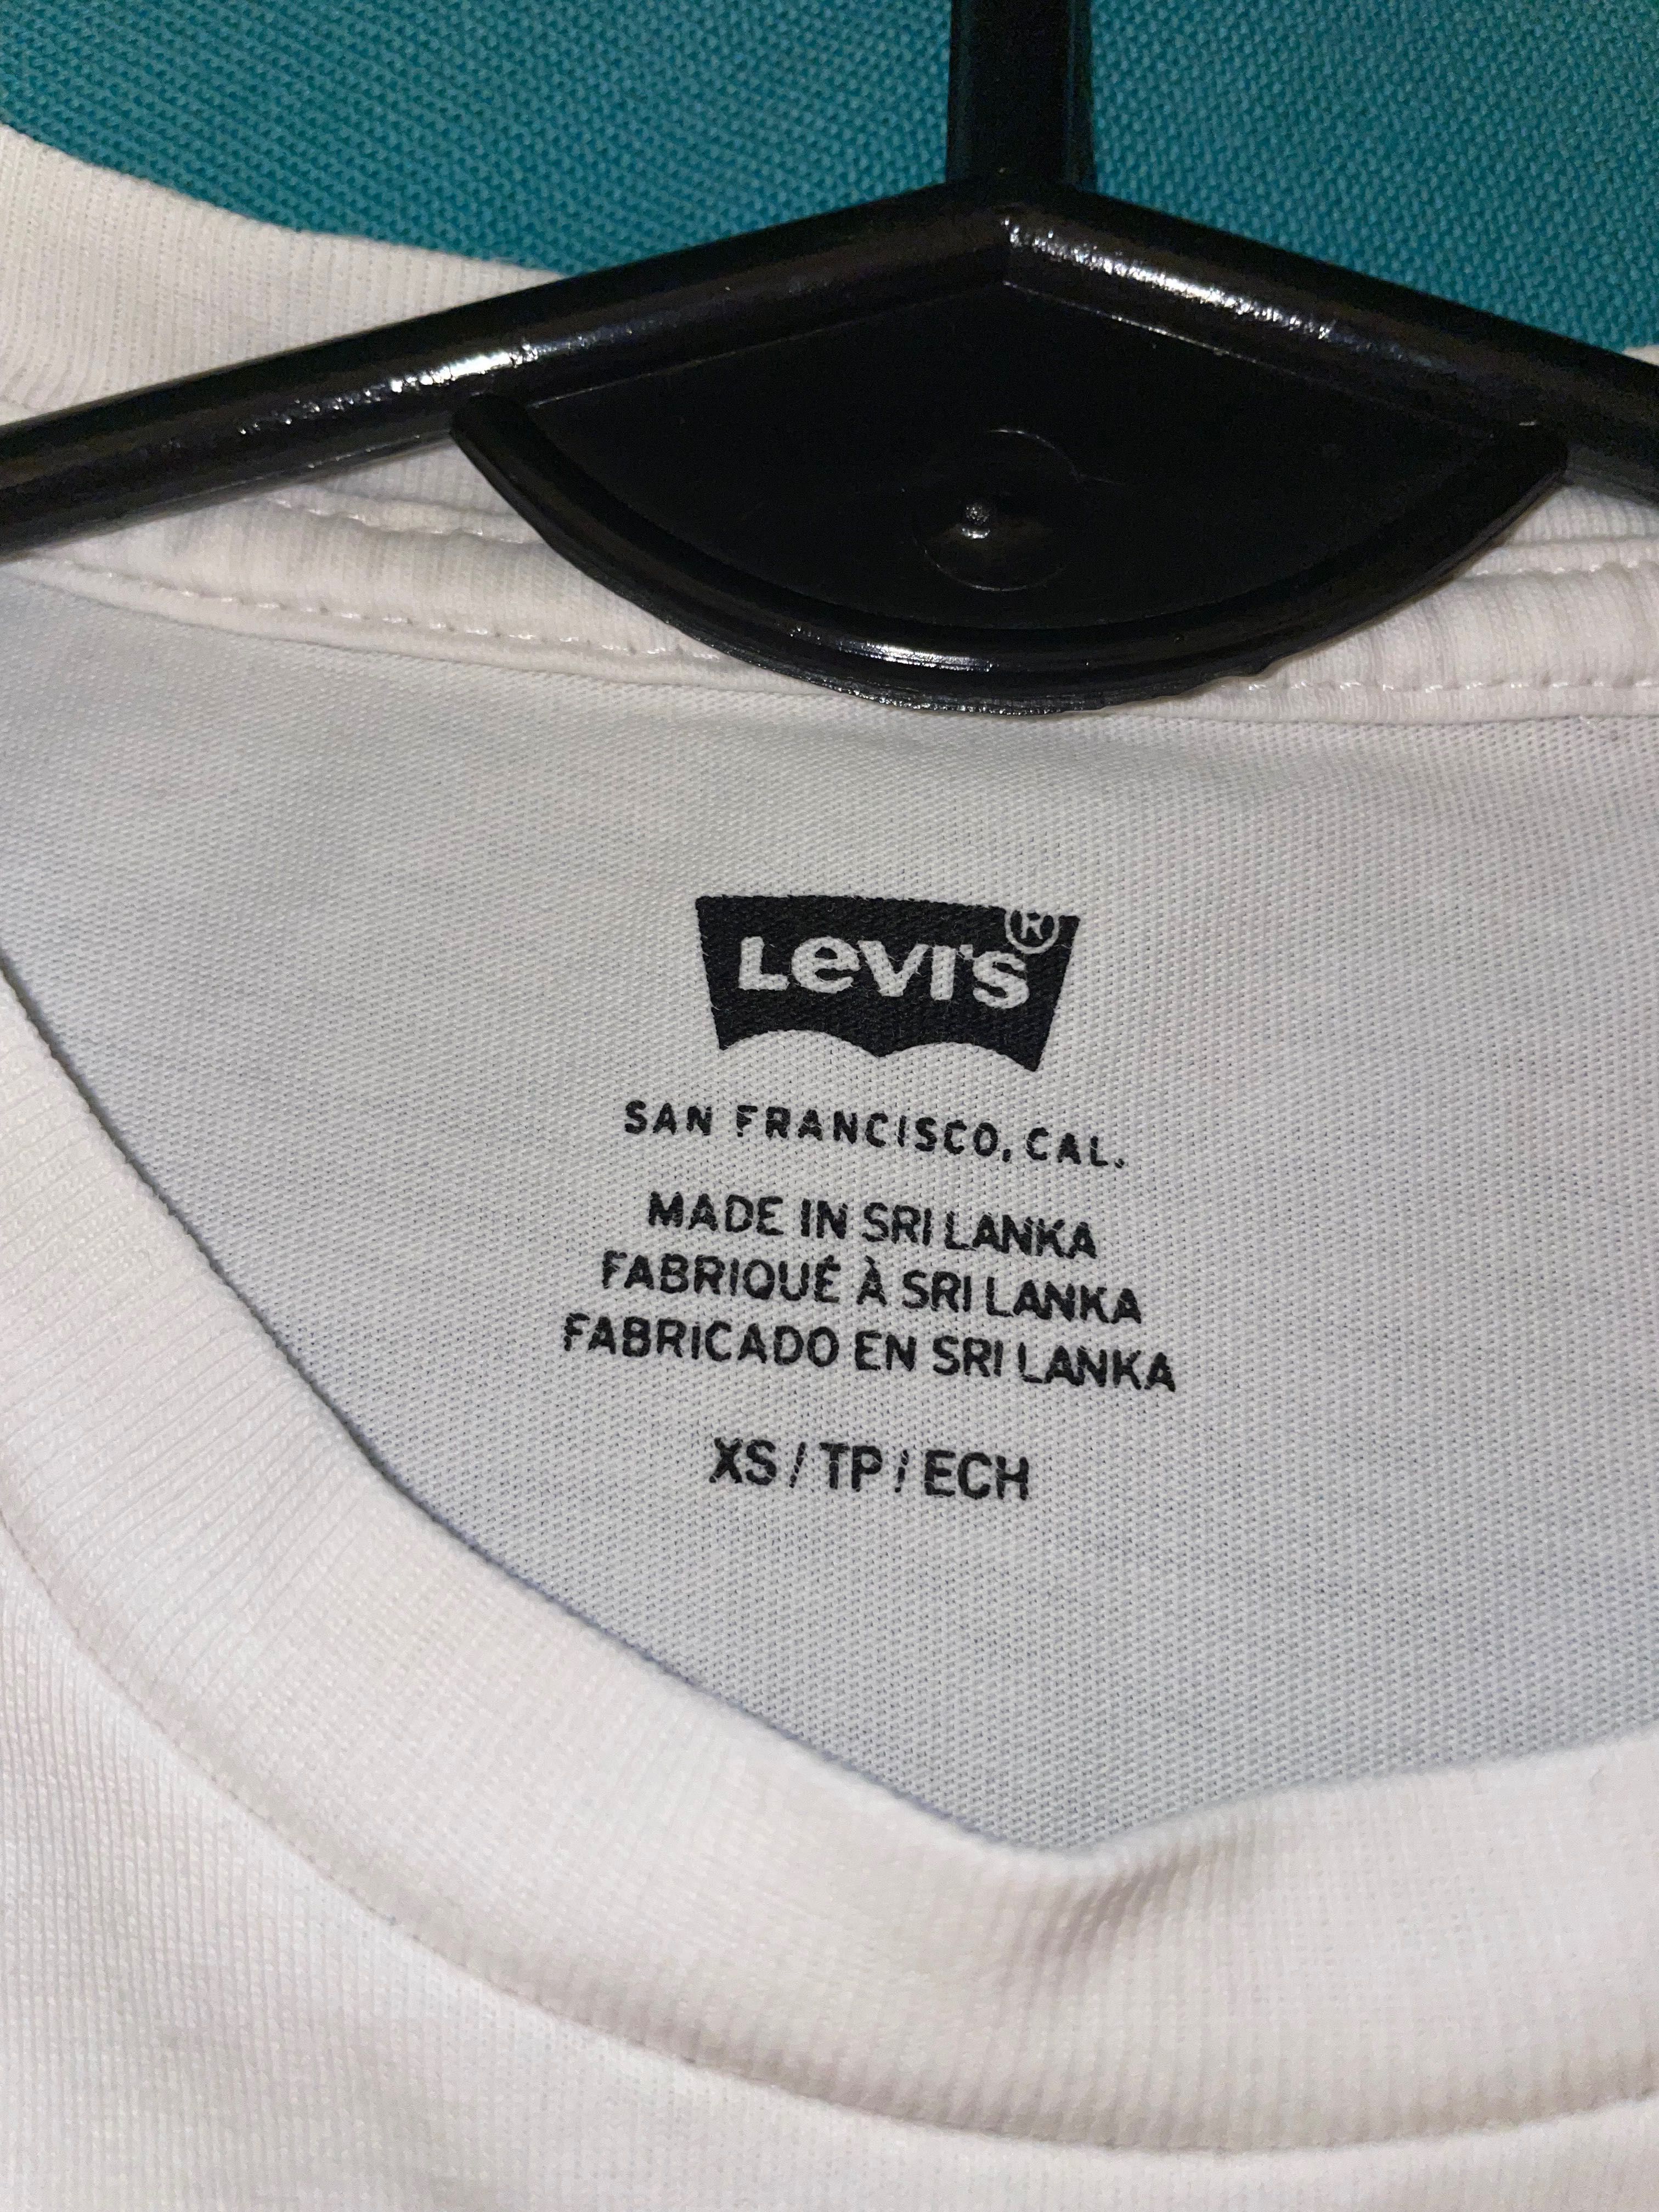 Levi's®
SAN FRANCISCO, CAL.
MADE IN SRI LANKA
FABRIQUÉ À SRI LANKA
FABRICADO EN SRI LANKA
XS / TP / ECH